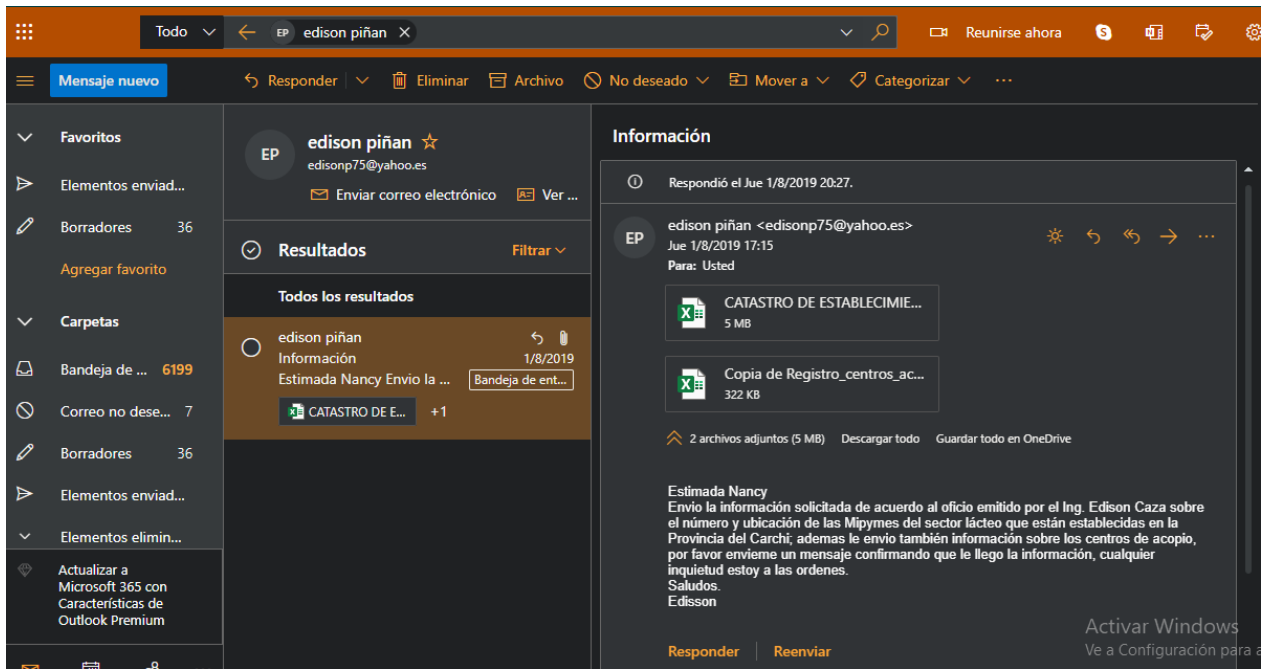 Todo
EP edison piñan
Reunirse ahora
Mensaje nuevo
Responder
Eliminar
Archivo
No deseado
Mover a
Categorizar
Favoritos
Elementos enviad...
Borradores 36
Agregar favorito
Carpetas
Bandeja de ... 6199
Correo no dese... 7
Borradores 36
Elementos enviad...
Elementos elimin...
Actualizar a
Microsoft 365 con
Características de
Outlook Premium
EP
edison piñan
edisonp75@yahoo.es
Enviar correo electrónico Ver ...
Resultados Filtrar
Todos los resultados
edison piñan
Información 1/8/2019
Estimada Nancy Envio la ... Bandeja de ent...
CATASTRO DE E... +1
Información
Respondió el Jue 1/8/2019 20:27.
EP
edison piñan <edisonp75@yahoo.es>
Jue 1/8/2019 17:15
Para: Usted
CATASTRO DE ESTABLECIMIE...
5 MB
Copia de Registro_centros_ac...
322 KB
2 archivos adjuntos (5 MB) Descargar todo Guardar todo en OneDrive
Estimada Nancy
Envio la información solicitada de acuerdo al oficio emitido por el Ing. Edison Caza sobre
el número y ubicación de las Mipymes del sector lácteo que están establecidas en la
Provincia del Carchi; ademas le envio también información sobre los centros de acopio,
por favor envieme un mensaje confirmando que le llego la información, cualquier
inquietud estoy a las ordenes.
Saludos.
Edisson
Responder Reenviar
Activar Windows
Ve a Configuración para a